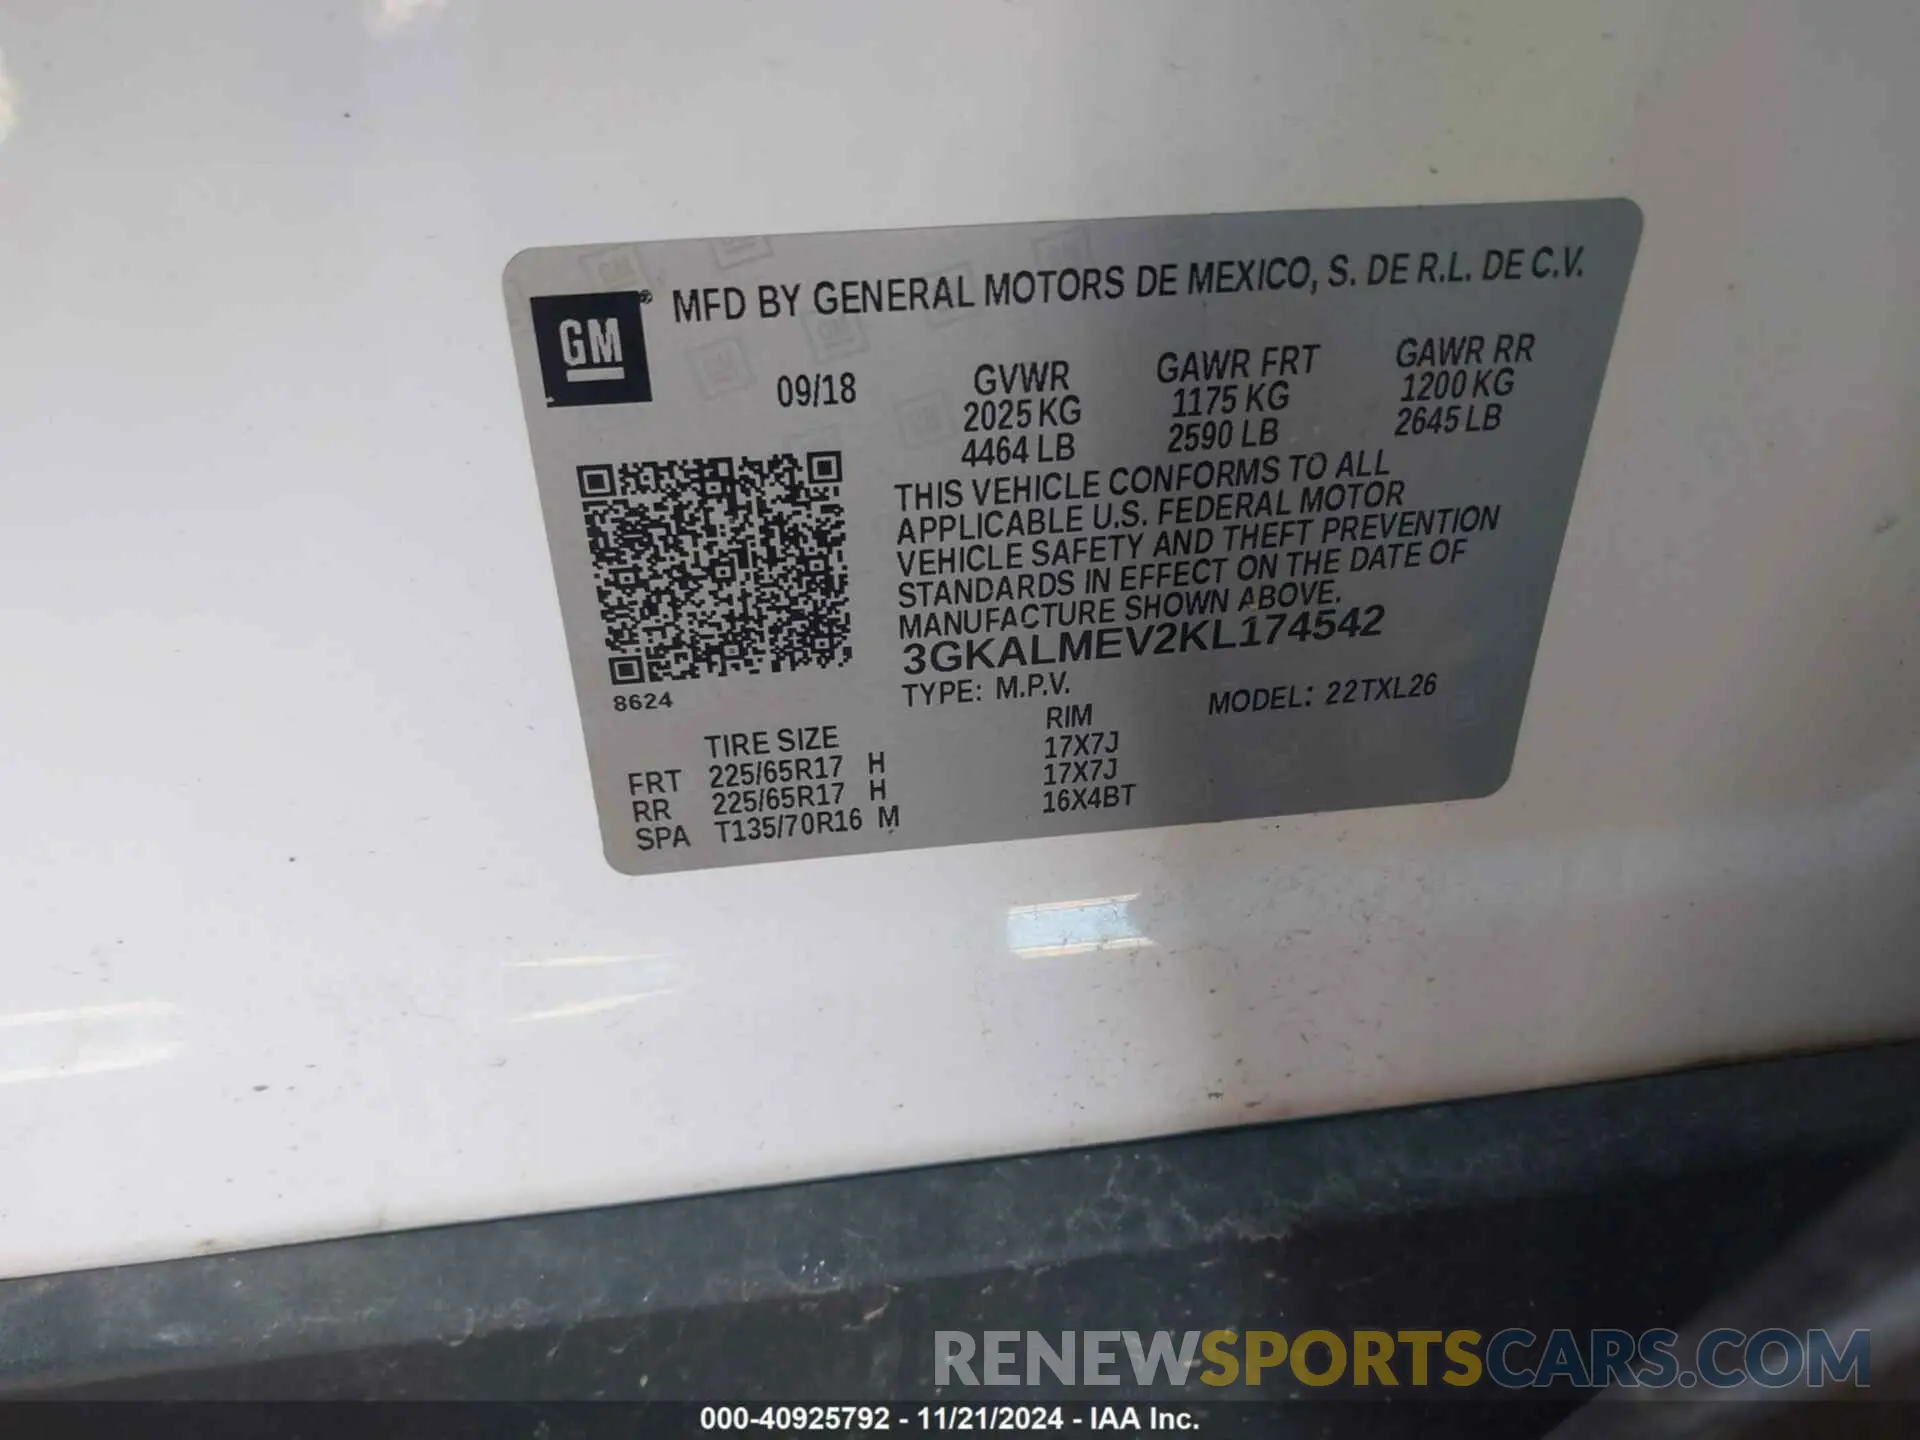 GM ® MFD BY GENERAL MOTORS DE MEXICO, S. DE R.L. DE C.V.
09/18 GVWR GAWR FRT GAWR RR
2025 KG 1175 KG 1200 KG
4464 LB 2590 LB 2645 LB
THIS VEHICLE CONFORMS TO ALL
APPLICABLE U.S. FEDERAL MOTOR
VEHICLE SAFETY AND THEFT PREVENTION
STANDARDS IN EFFECT ON THE DATE OF
MANUFACTURE SHOWN ABOVE.
3GKALMEV2KL174542
8624 TYPE: M.P.V. MODEL: 22TXL26
TIRE SIZE RIM
FRT 225/65R17 H 17X7J
RR 225/65R17 H 17X7J
SPA T135/70R16 M 16X4BT
RENEWSPORTSCARS.COM
000-40925792 - 11/21/2024 - IAA Inc.